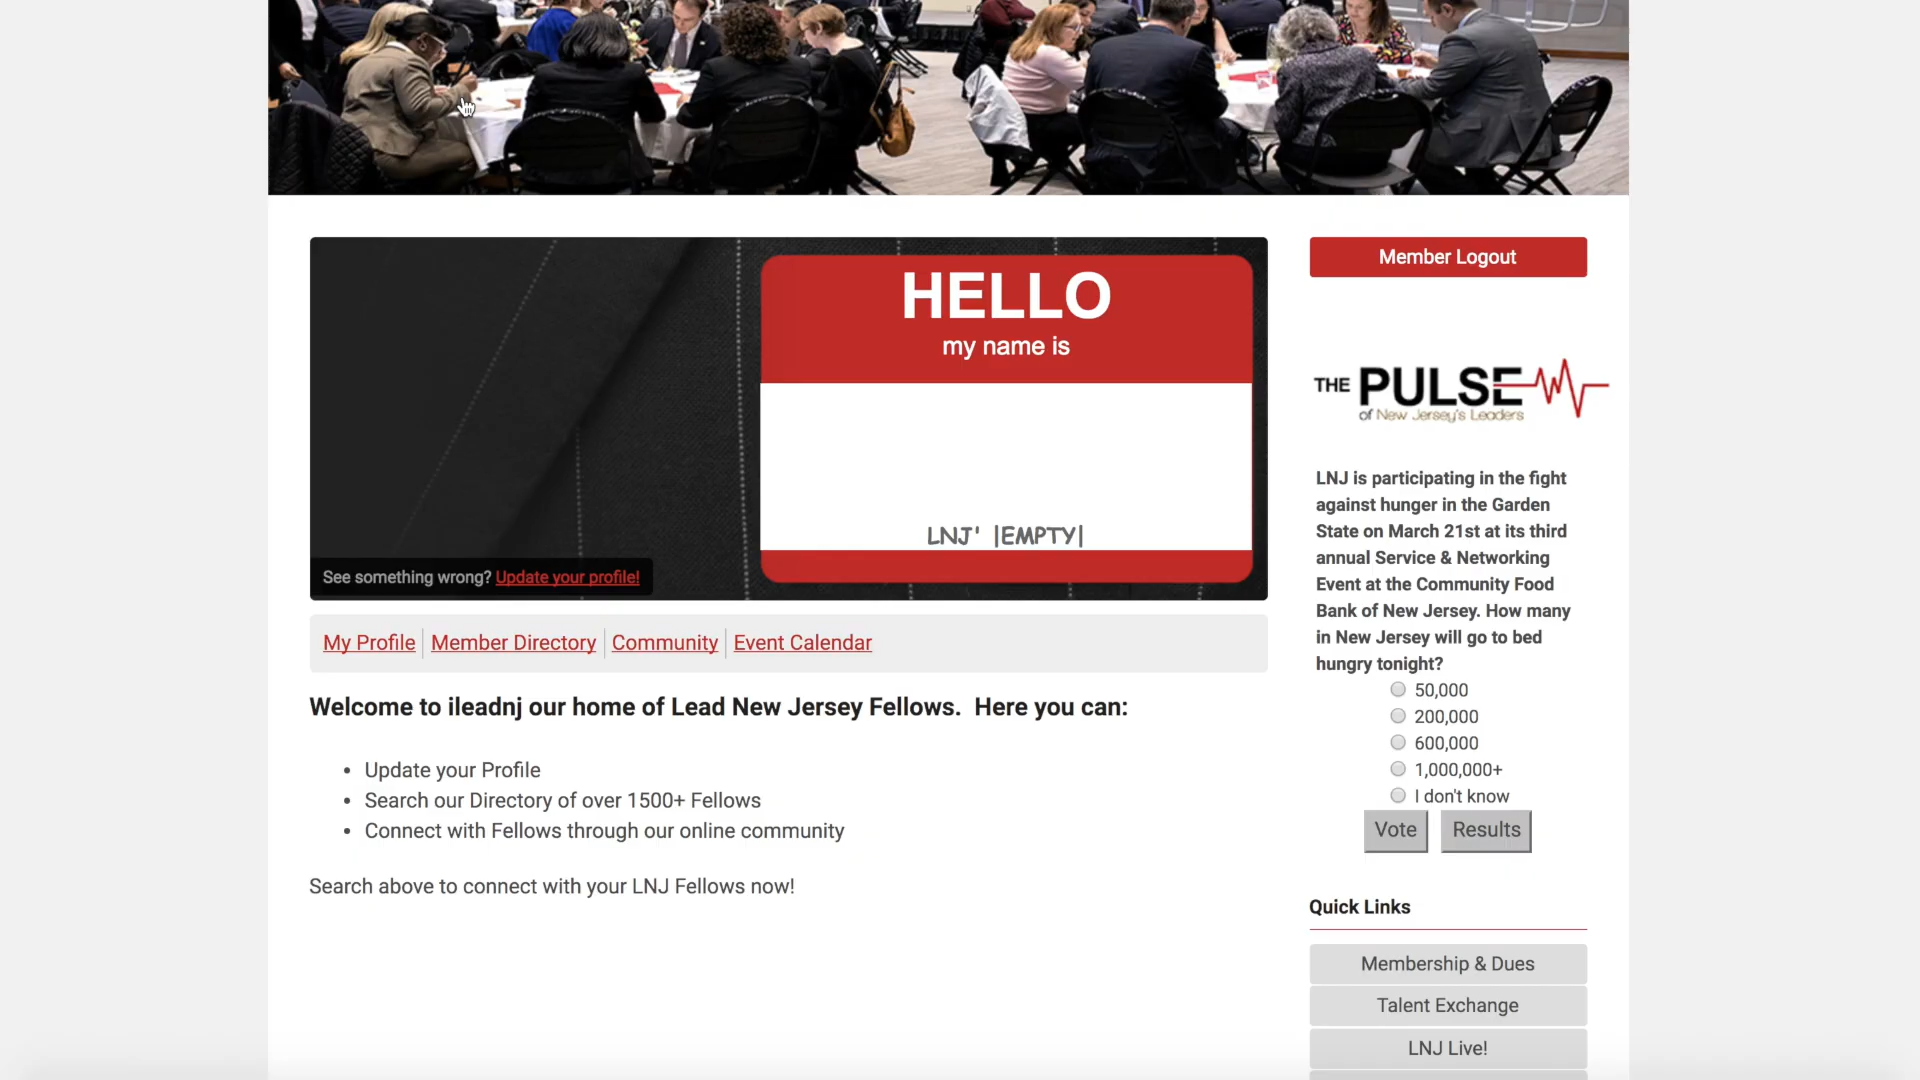 HELLO
my name is
LNJ' |EMPTY|
See something wrong? Update your profile!
My Profile
Member Directory
Community
Event Calendar
Welcome to ileadnj our home of Lead New Jersey Fellows.  Here you can:
• Update your Profile
• Search our Directory of over 1500+ Fellows
• Connect with Fellows through our online community
Search above to connect with your LNJ Fellows now!
Member Logout
THE PULSE
of New Jersey's Leaders
LNJ is participating in the fight
against hunger in the Garden
State on March 21st at its third
annual Service & Networking
Event at the Community Food
Bank of New Jersey. How many
in New Jersey will go to bed
hungry tonight?
50,000
200,000
600,000
1,000,000+
I don't know
Vote
Results
Quick Links
Membership & Dues
Talent Exchange
LNJ Live!